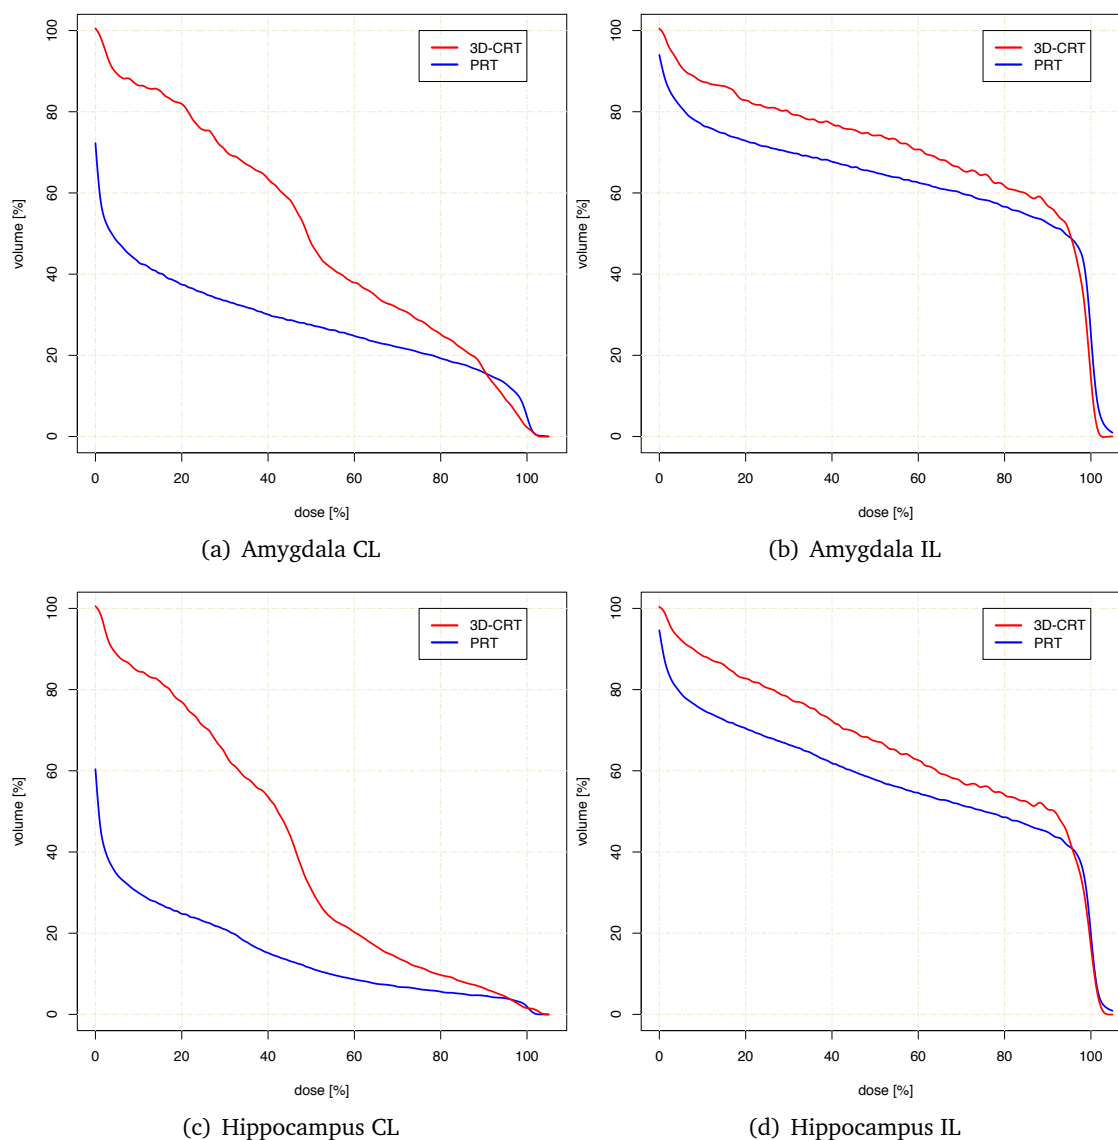 3D-CRT
PRT
0 20 40 60 80 100
volume [%]
0 20 40 60 80 100
dose [%]
(a) Amygdala CL
3D-CRT
PRT
0 20 40 60 80 100
volume [%]
0 20 40 60 80 100
dose [%]
(b) Amygdala IL
3D-CRT
PRT
0 20 40 60 80 100
volume [%]
0 20 40 60 80 100
dose [%]
(c) Hippocampus CL
3D-CRT
PRT
0 20 40 60 80 100
volume [%]
0 20 40 60 80 100
dose [%]
(d) Hippocampus IL